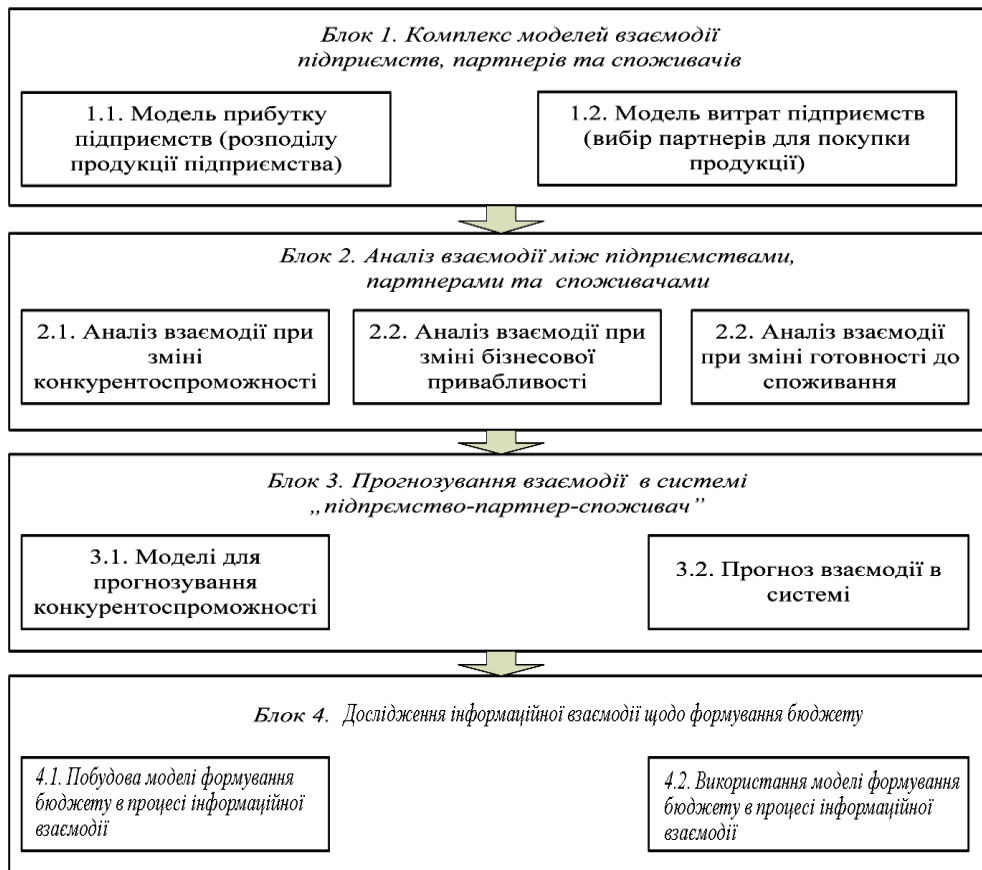 Блок 1. Комплекс моделей взаємодії
підприємств, партнерів та споживачів
1.1. Модель прибутку
підприємств (розподілу
продукції підприємства)
1.2. Модель витрат підприємств
(вибір партнерів для покупки
продукції)
Блок 2. Аналіз взаємодії між підприємствами,
партнерами та споживачами
2.1. Аналіз взаємодії при
зміні
конкурентоспроможності
2.2. Аналіз взаємодії при
зміні бізнесової
привабливості
2.2. Аналіз взаємодії
при зміні готовності до
споживання
Блок 3. Прогнозування взаємодії в системі
„підпрємство-партнер-споживач”
3.1. Моделі для
прогнозування
конкурентоспроможності
3.2. Прогноз взаємодії в
системі
Блок 4. Дослідження інформаційної взаємодії щодо формування бюджету
4.1. Побудова моделі формування
бюджету в процесі інформаційної
взаємодії
4.2. Використання моделі формування
бюджету в процесі інформаційної
взаємодії